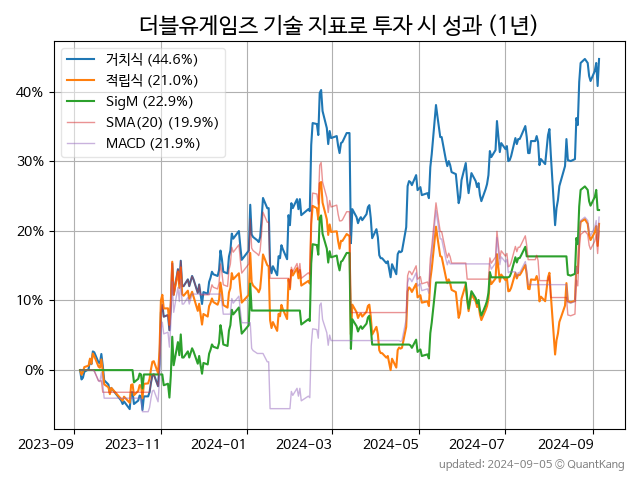 더블유게임즈 기술 지표로 투자 시 성과 (1년)
거치식 (44.6%)
적립식 (21.0%)
SigM (22.9%)
SMA(20) (19.9%)
MACD (21.9%)
40%
30%
20%
10%
0%
2023-09 2023-11 2024-01 2024-03 2024-05 2024-07 2024-09
updated: 2024-09-05 © QuantKang